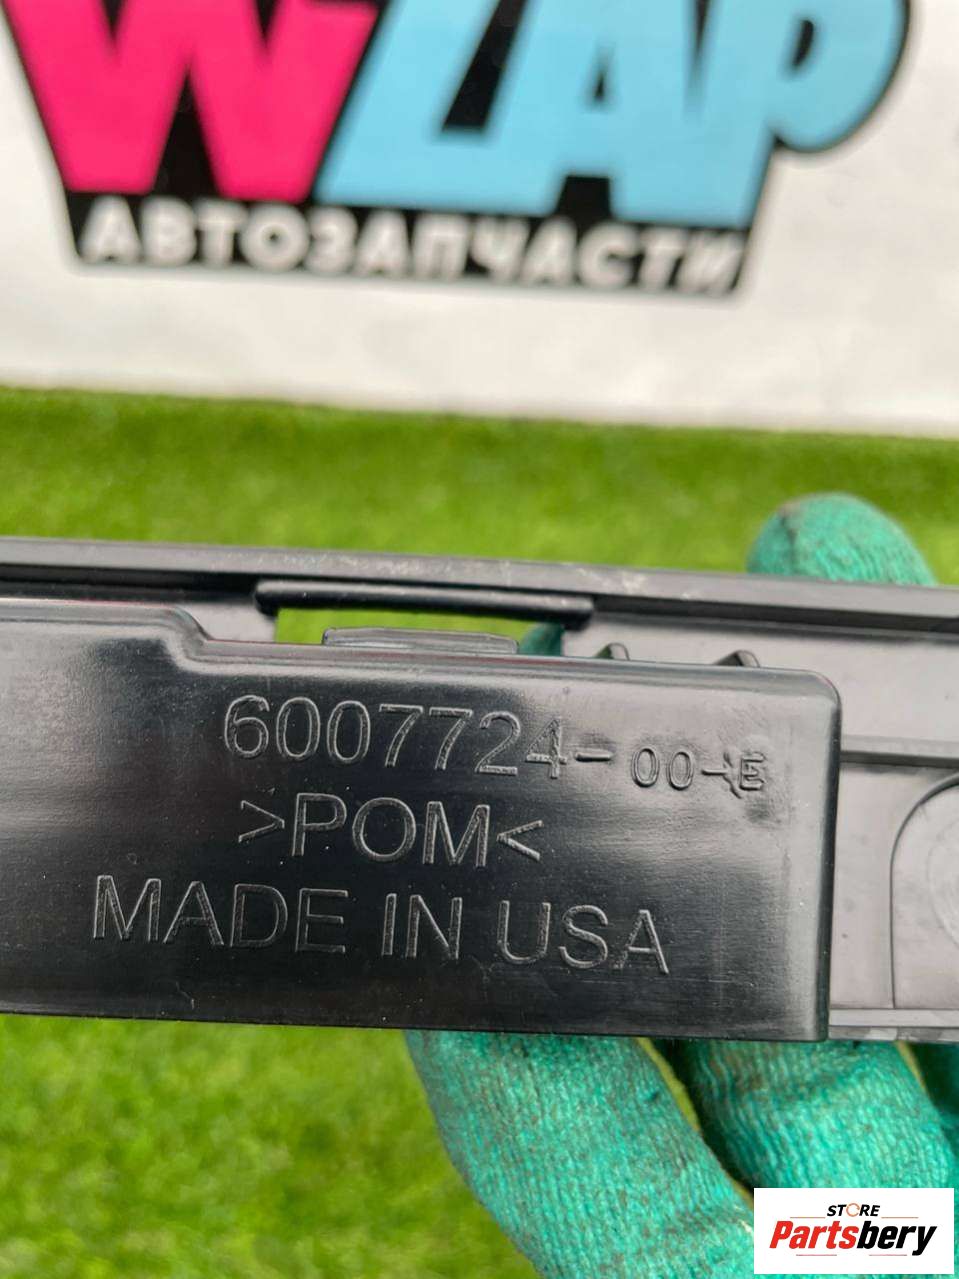 WZAP
АВТОЗАПЧАСТИ
6007724-00-E
>POM<
MADE IN USA
STORE
Partsbery